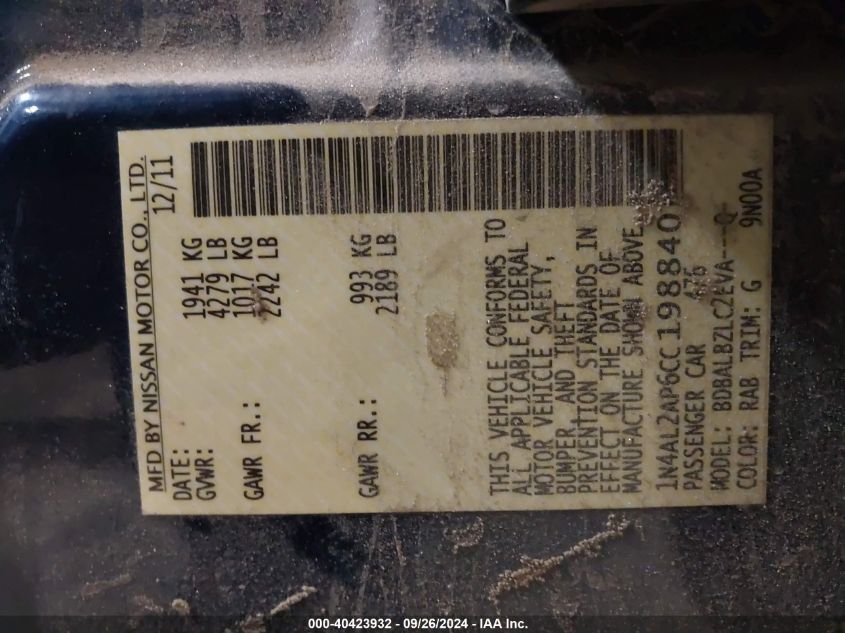 MFD BY NISSAN MOTOR CO., LTD.
DATE: 12/11
GVWR: 1941 KG
4279 LB
GAWR FR.: 1017 KG
2242 LB
GAWR RR.: 993 KG
2189 LB
THIS VEHICLE CONFORMS TO
ALL APPLICABLE FEDERAL
MOTOR VEHICLE SAFETY,
BUMPER, AND THEFT
PREVENTION STANDARDS IN
EFFECT ON THE DATE OF
MANUFACTURE SHOWN ABOVE
1N4AL2AP6CC198840
PASSENGER CAR 476
MODEL: BDBALBZLC2EVA---Q
COLOR: RAB TRIM: G 9N00A
000-40423932 - 09/26/2024 - IAA Inc.